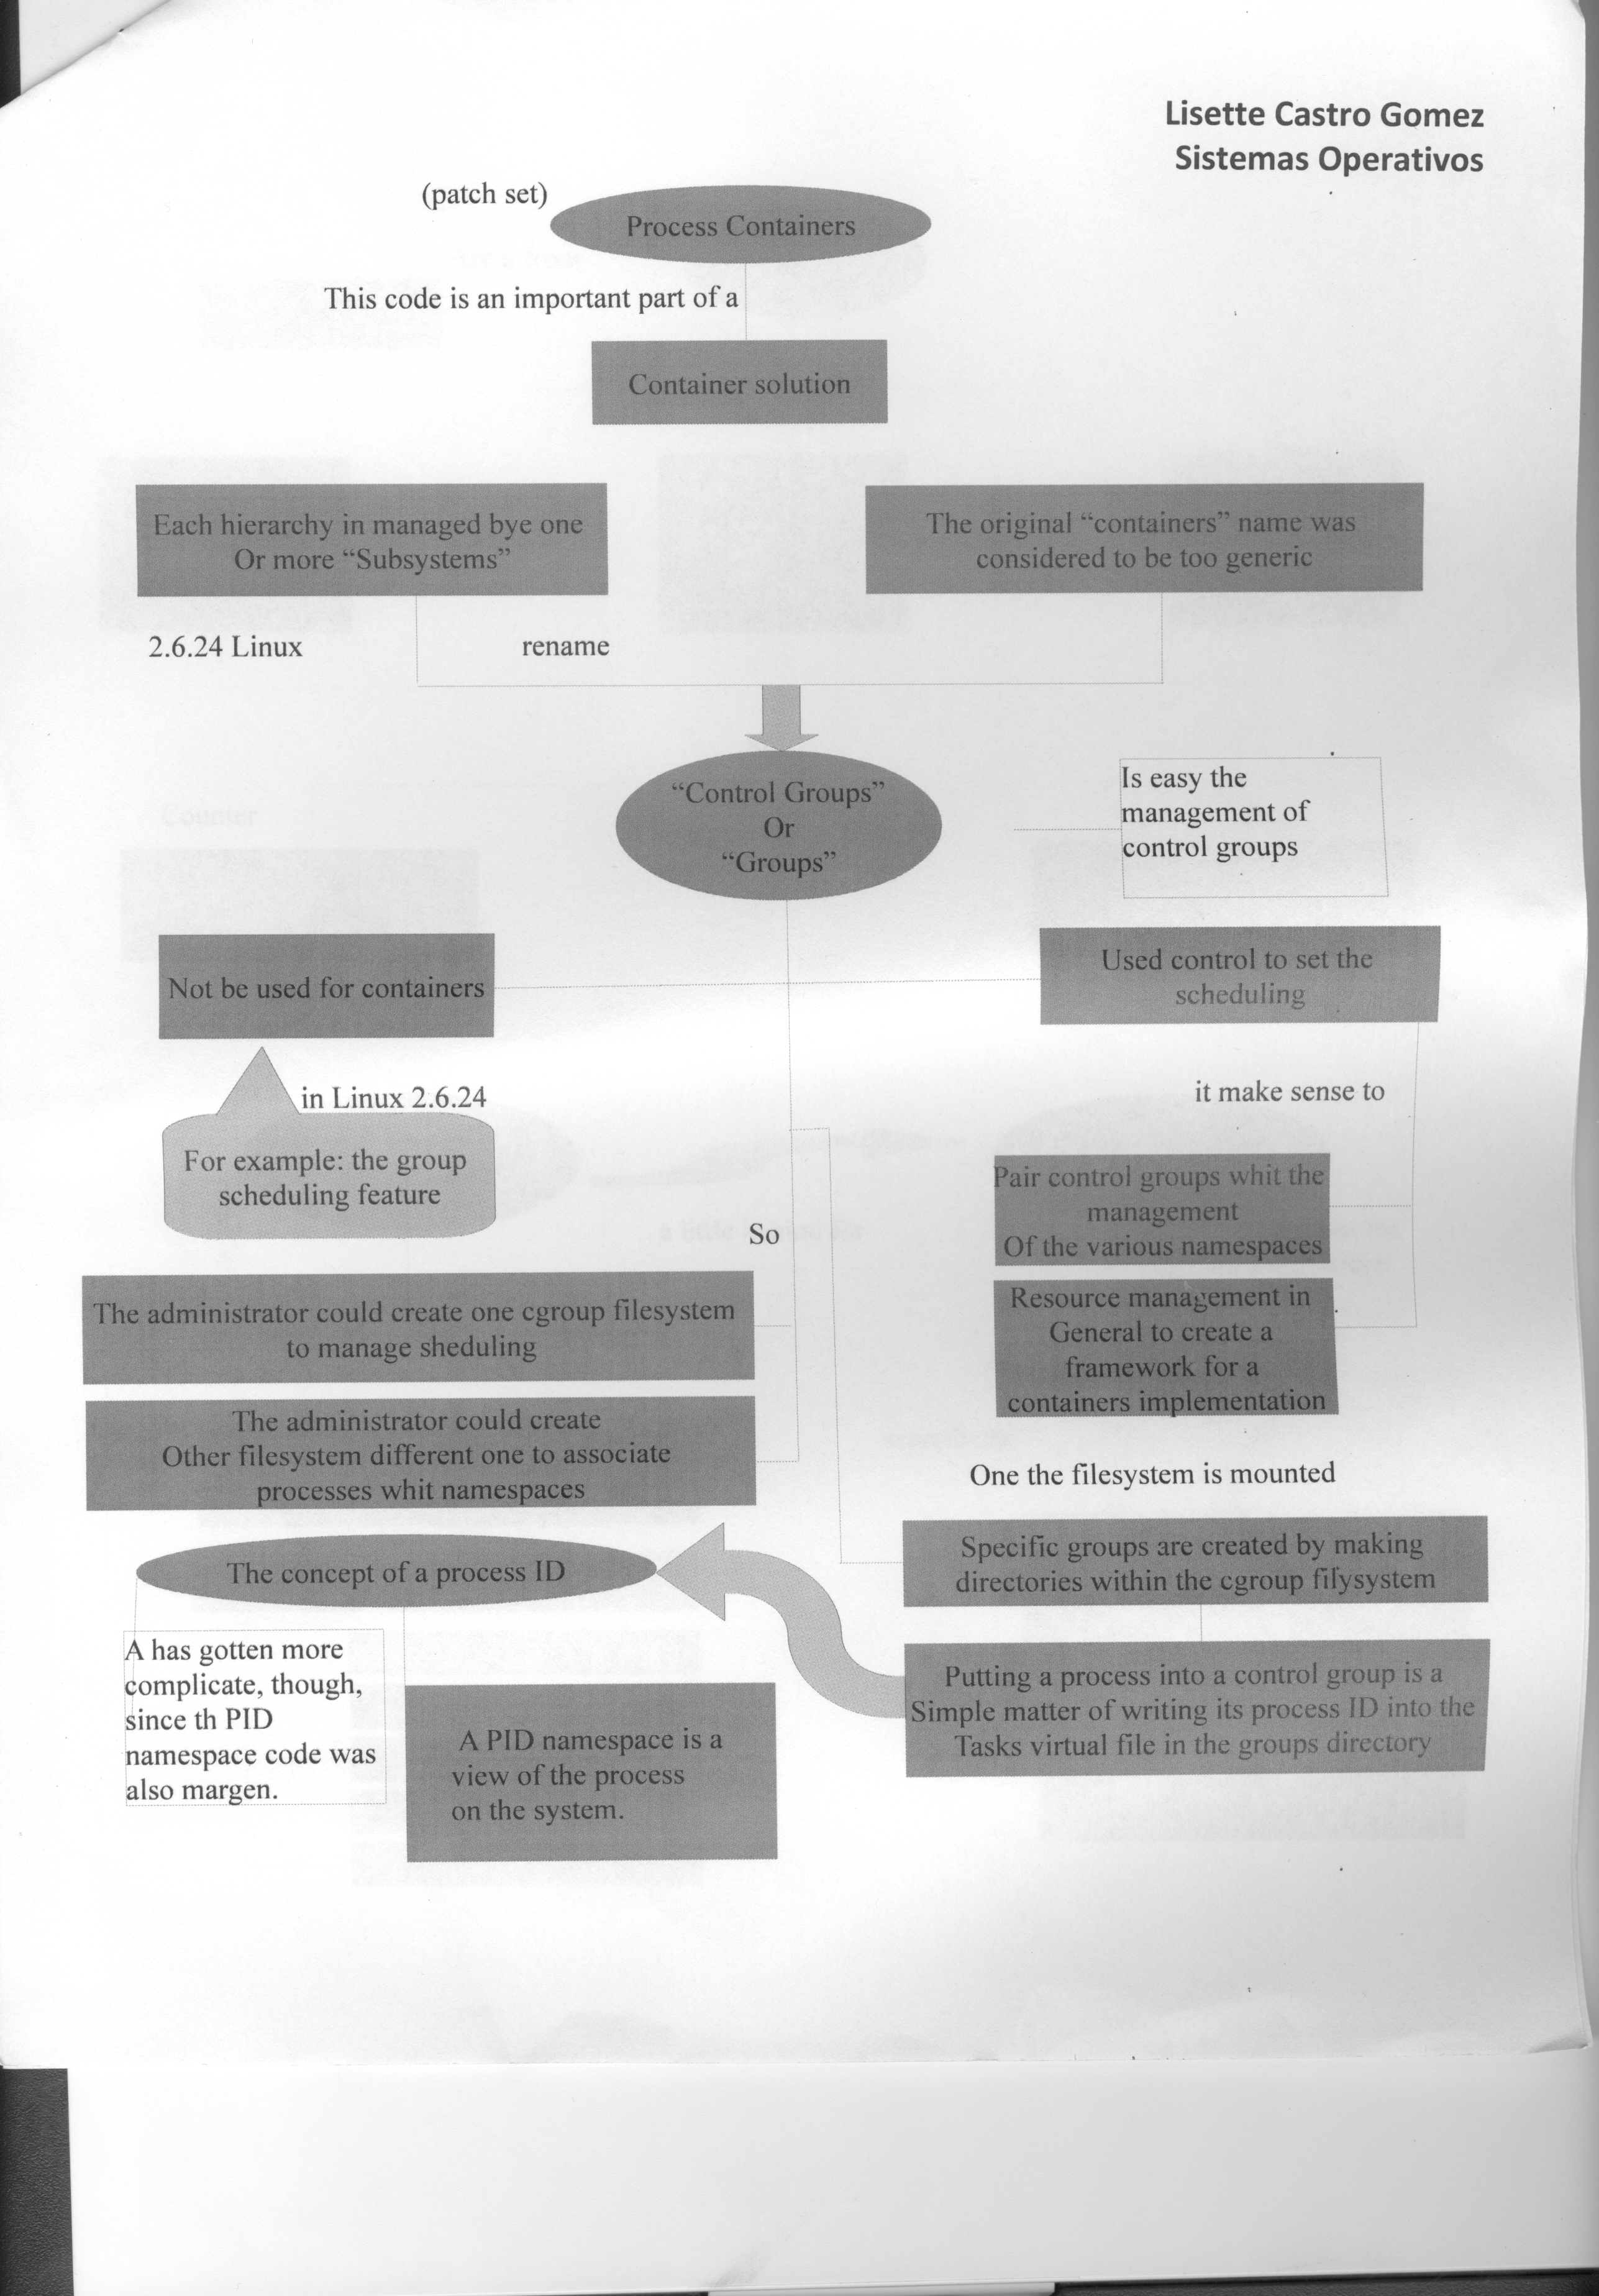 Lisette Castro Gomez
Sistemas Operativos
(patch set)
Process Containers
This code is an important part of a
Container solution
Each hierarchy in managed bye one
Or more “Subsystems”
The original “containers” name was
considered to be too generic
2.6.24 Linux
rename
“Control Groups”
Or
“Groups”
Is easy the
management of
control groups
Not be used for containers
Used control to set the
scheduling
in Linux 2.6.24
it make sense to
For example: the group
scheduling feature
Pair control groups whit the
management
Of the various namespaces
So
The administrator could create one cgroup filesystem
to manage sheduling
Resource management in
General to create a
framework for a
containers implementation
The administrator could create
Other filesystem different one to associate
processes whit namespaces
One the filesystem is mounted
Specific groups are created by making
directories within the cgroup filysystem
The concept of a process ID
A has gotten more
complicate, though,
since th PID
namespace code was
also margen.
A PID namespace is a
view of the process
on the system.
Putting a process into a control group is a
Simple matter of writing its process ID into the
Tasks virtual file in the groups directory